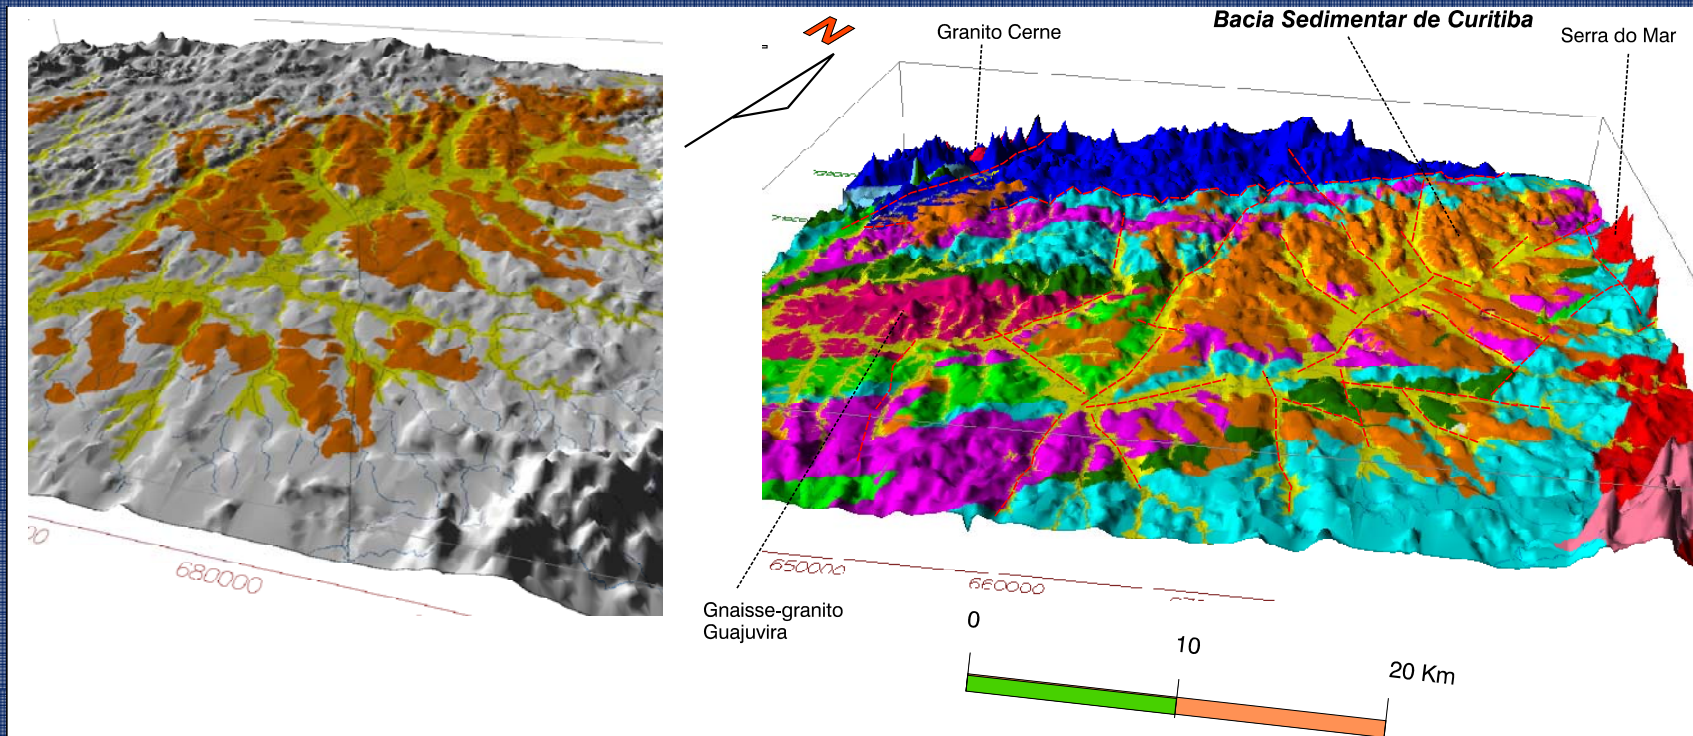 N
Granito Cerne
Bacia Sedimentar de Curitiba
Serra do Mar
680000
650000
660000
Gnaisse-granito
Guajuvira
0
10
20 Km